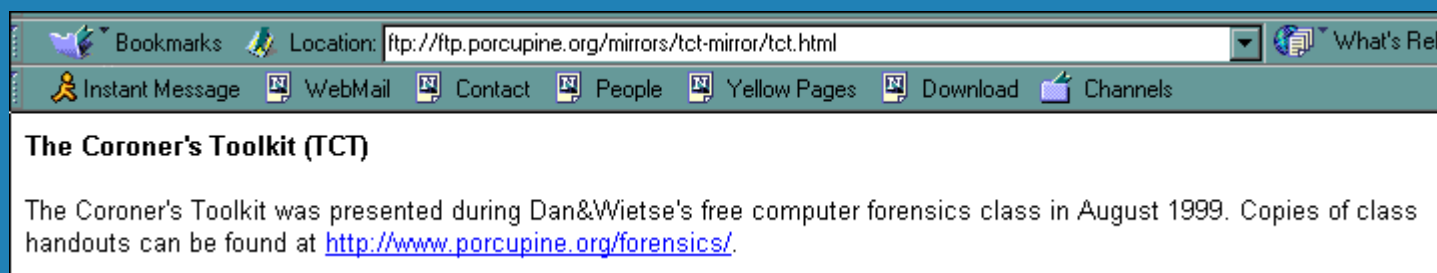 Bookmarks Location: ftp://ftp.porcupine.org/mirrors/tct-mirror/tct.html What's Rel
Instant Message WebMail Contact People Yellow Pages Download Channels
The Coroner's Toolkit (TCT)
The Coroner's Toolkit was presented during Dan&Wietse's free computer forensics class in August 1999. Copies of class
handouts can be found at http://www.porcupine.org/forensics/.